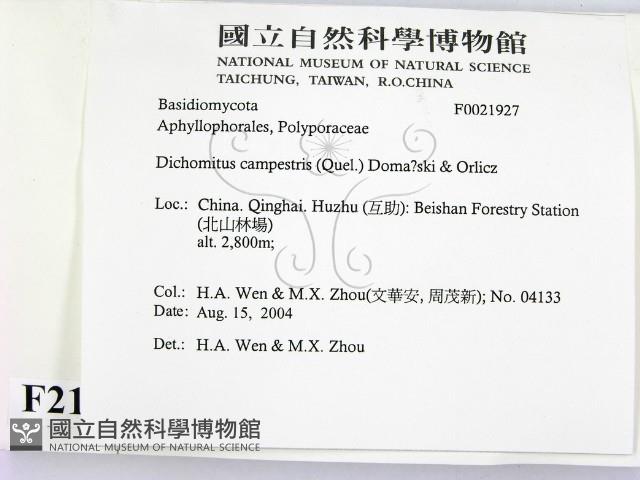 國立自然科學博物館
NATIONAL MUSEUM OF NATURAL SCIENCE
TAICHUNG, TAIWAN, R.O.CHINA
Basidiomycota F0021927
Aphyllophorales, Polyporaceae
Dichomitus campestris (Quel.) Doma?ski & Orlicz
Loc.: China. Qinghai. Huzhu (互助): Beishan Forestry Station
(北山林場)
alt. 2,800m;
Col.: H.A. Wen & M.X. Zhou(文華安, 周茂新); No. 04133
Date: Aug. 15, 2004
Det.: H.A. Wen & M.X. Zhou
F21
國立自然科學博物館
NATIONAL MUSEUM OF NATURAL SCIENCE